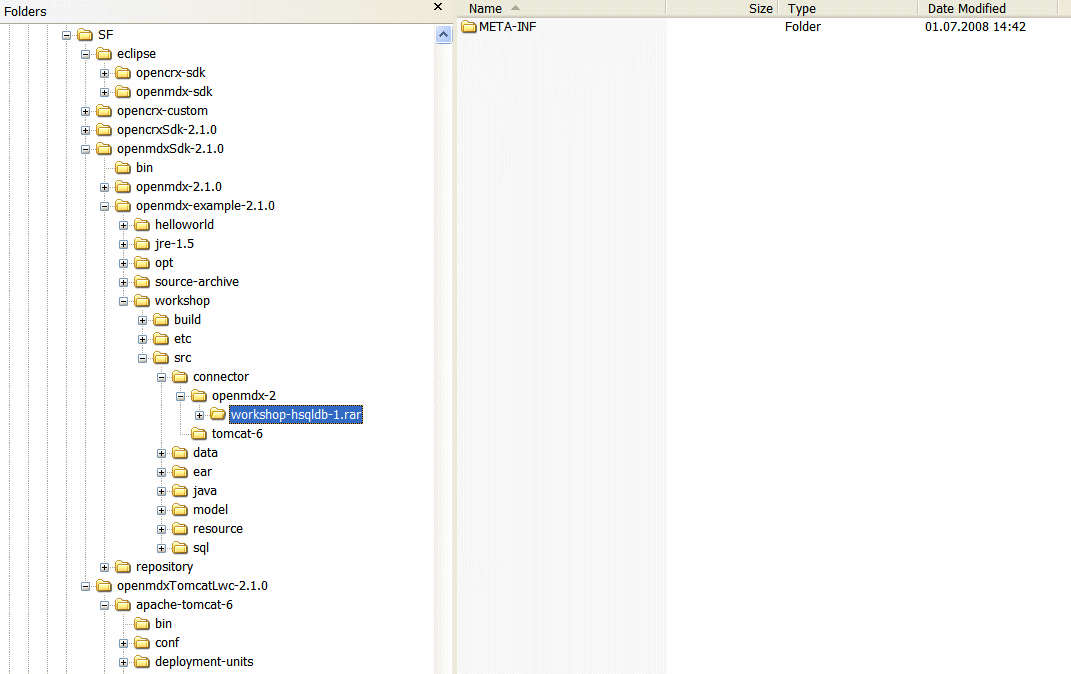 Folders
SF
eclipse
opencrx-sdk
openmdx-sdk
opencrx-custom
opencrxSdk-2.1.0
openmdxSdk-2.1.0
bin
openmdx-2.1.0
openmdx-example-2.1.0
helloworld
jre-1.5
opt
source-archive
workshop
build
etc
src
connector
openmdx-2
workshop-hsqldb-1.rar
tomcat-6
data
ear
java
model
resource
sql
repository
openmdxTomcatLwc-2.1.0
apache-tomcat-6
bin
conf
deployment-units
Name Size Type Date Modified
META-INF Folder 01.07.2008 14:42